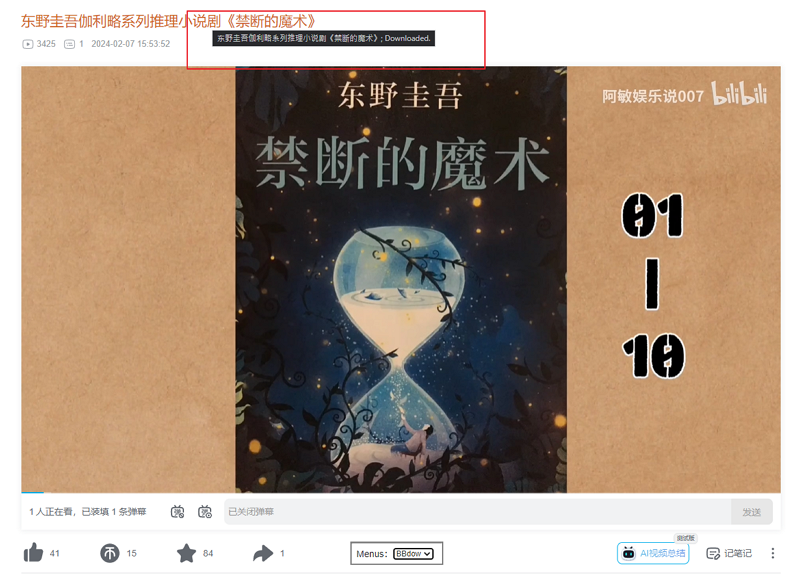 东野圭吾伽利略系列推理小说剧《禁断的魔术》
3425 1 2024-02-07 15:53:52
东野圭吾伽利略系列推理小说剧《禁断的魔术》; Downloaded.
东野圭吾
禁断的魔术
阿敏娱乐说007 bilibili
01
|
10
1 人正在看，已装填 1 条弹幕
已关闭弹幕
发送
41
15
84
1
Menus: BBdow
测试版
AI视频总结
记笔记